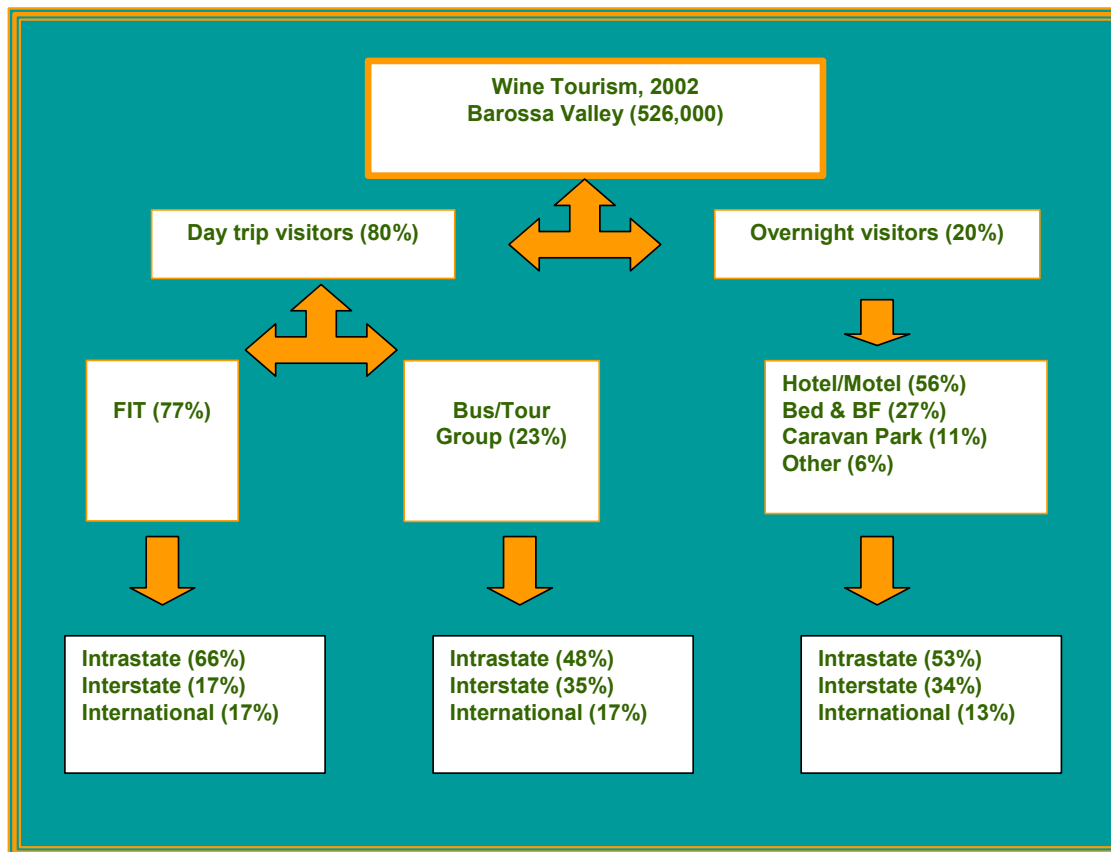 Wine Tourism, 2002
Barossa Valley (526,000)
Day trip visitors (80%)
Overnight visitors (20%)
FIT (77%)
Bus/Tour
Group (23%)
Hotel/Motel (56%)
Bed & BF (27%)
Caravan Park (11%)
Other (6%)
Intrastate (66%)
Interstate (17%)
International (17%)
Intrastate (48%)
Interstate (35%)
International (17%)
Intrastate (53%)
Interstate (34%)
International (13%)